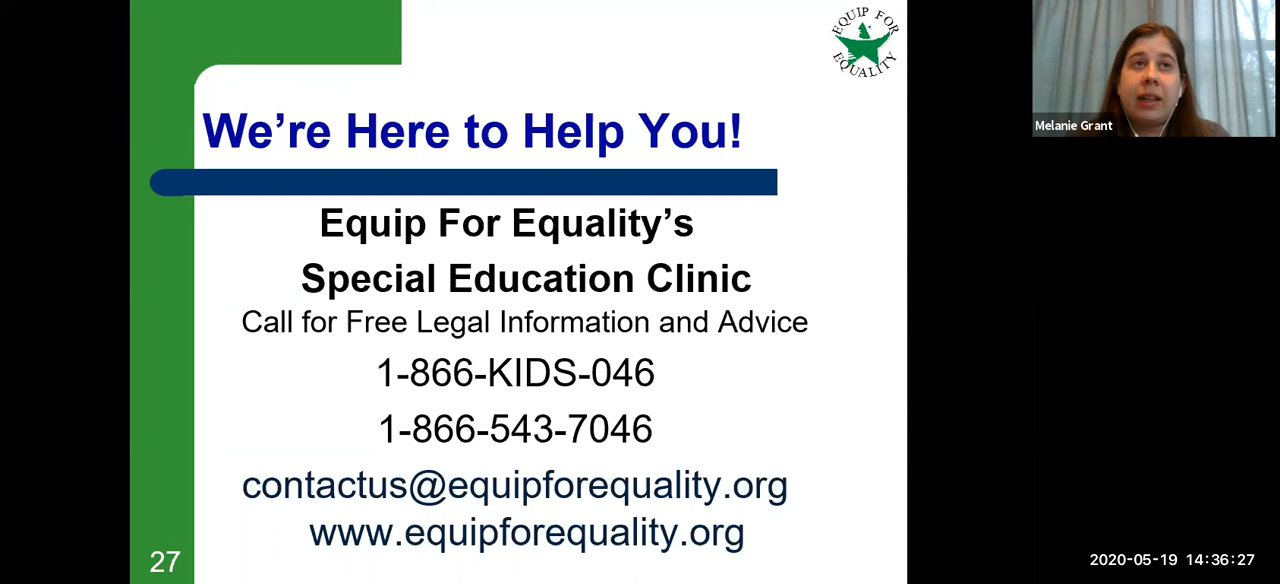 EQUIP FOR
EQUALITY
We're Here to Help You!
Equip For Equality's
Special Education Clinic
Call for Free Legal Information and Advice
1-866-KIDS-046
1-866-543-7046
contactus@equipforequality.org
www.equipforequality.org
27
Melanie Grant
2020-05-19 14:36:27